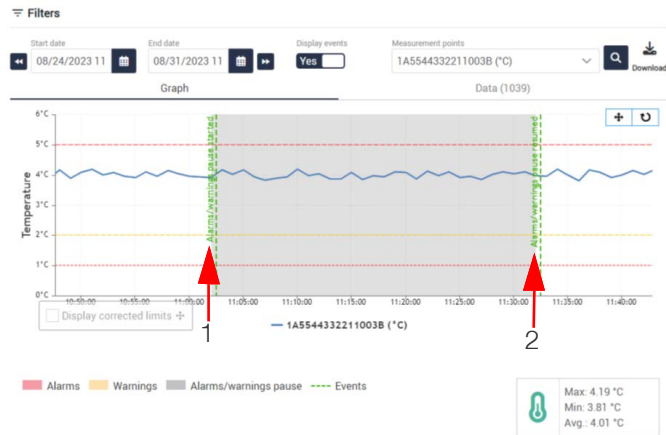 Filters
Start date
End date
Display events
Measurement points
08/24/2023 11
08/31/2023 11
Yes
1A5544332211003B (°C)
Download
Graph
Data (1039)
6°C
5°C
4°C
3°C
2°C
1°C
0°C
Temperature
Alarms/warnings pause started
Alarms/warnings pause resumed
10:50:00 10:55:00 11:00:00 11:05:00 11:10:00 11:15:00 11:20:00 11:25:00 11:30:00 11:35:00 11:40:00
Display corrected limits
1
2
1A5544332211003B (°C)
Alarms Warnings Alarms/warnings pause Events
Max: 4.19 °C
Min: 3.81 °C
Avg.: 4.01 °C